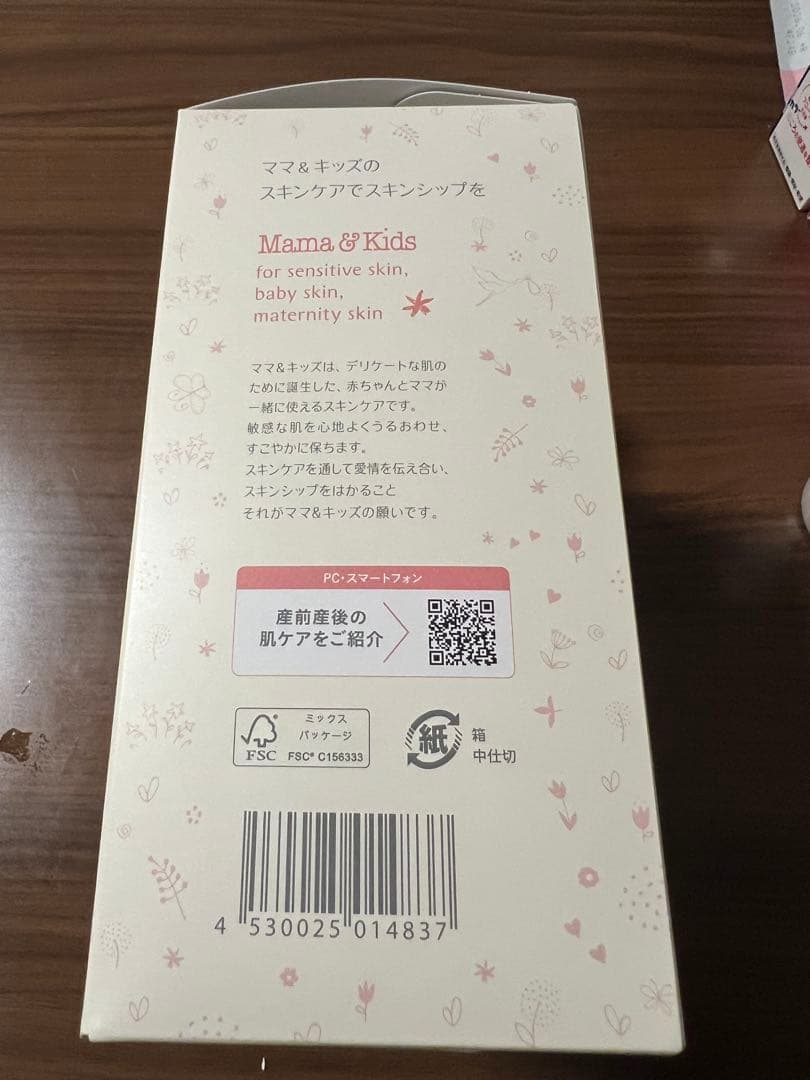 ママ&キッズの
スキンケアでスキンシップを
Mama & Kids
for sensitive skin,
baby skin,
maternity skin
ママ&キッズは、デリケートな肌の
ために誕生した、赤ちゃんとママが
一緒に使えるスキンケアです。
敏感な肌を心地よくうるおわせ、
すこやかに保ちます。
スキンケアを通して愛情を伝え合い、
スキンシップをはかること
それがママ&キッズの願いです。
PC・スマートフォン
産前産後の
肌ケアをご紹介
ミックス
パッケージ
FSC
FSC® C156333
紙
箱
中仕切
4 530025 014837